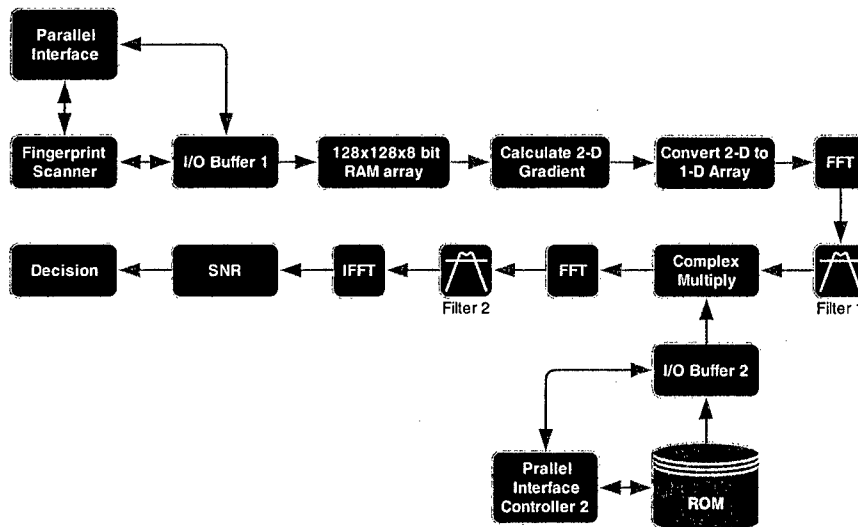 Parallel
Interface
Fingerprint
Scanner
I/O Buffer 1
128x128x8 bit
RAM array
Calculate 2-D
Gradient
Convert 2-D to
1-D Array
FFT
Decision
SNR
IFFT
Filter 2
FFT
Complex
Multiply
Filter 1
I/O Buffer 2
Prallel
Interface
Controller 2
ROM